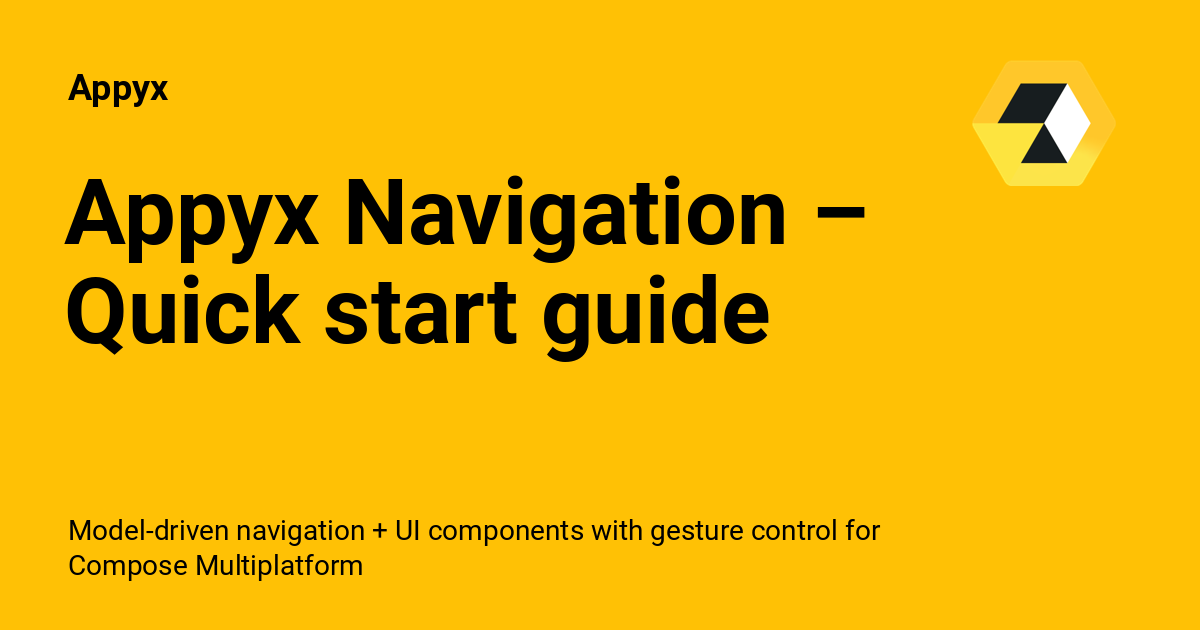 Appyx
Appyx Navigation –
Quick start guide
Model-driven navigation + UI components with gesture control for
Compose Multiplatform